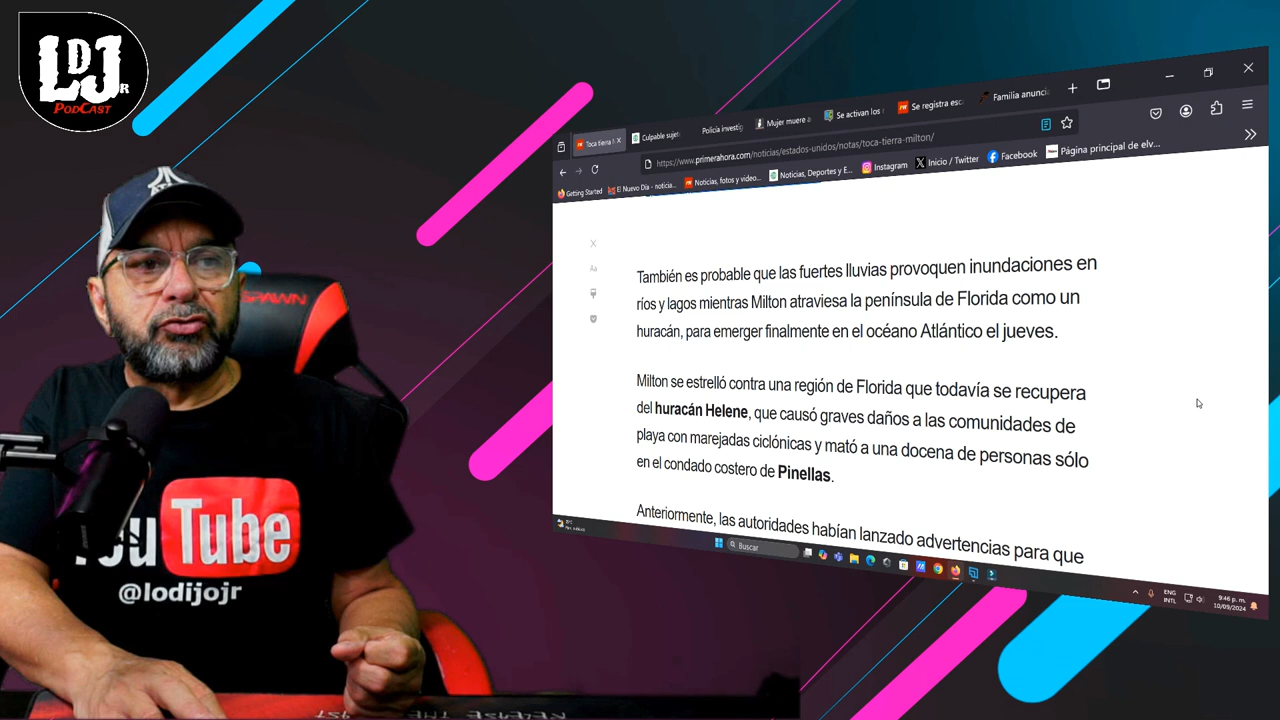 LDJR
PODCAST
SPAWN
YouTube
@lodijojr
Toca tierra
Culpable sujet
Policía investig
Mujer muere a
Se activan los
Se registra esc
Familia anunci
https://www.primerahora.com/noticias/estados-unidos/notas/toca-tierra-milton/
Getting Started
El Nuevo Día - noticia...
Noticias, fotos y video...
Noticias, Deportes y E...
Instagram
Inicio / Twitter
Facebook
Página principal de elv...
Aa
También es probable que las fuertes lluvias provoquen inundaciones en
ríos y lagos mientras Milton atraviesa la península de Florida como un
huracán, para emerger finalmente en el océano Atlántico el jueves.
Milton se estrelló contra una región de Florida que todavía se recupera
del huracán Helene, que causó graves daños a las comunidades de
playa con marejadas ciclónicas y mató a una docena de personas sólo
en el condado costero de Pinellas.
Anteriormente, las autoridades habían lanzado advertencias para que
Buscar
ENG
INTL
9:46 p. m.
10/09/2024